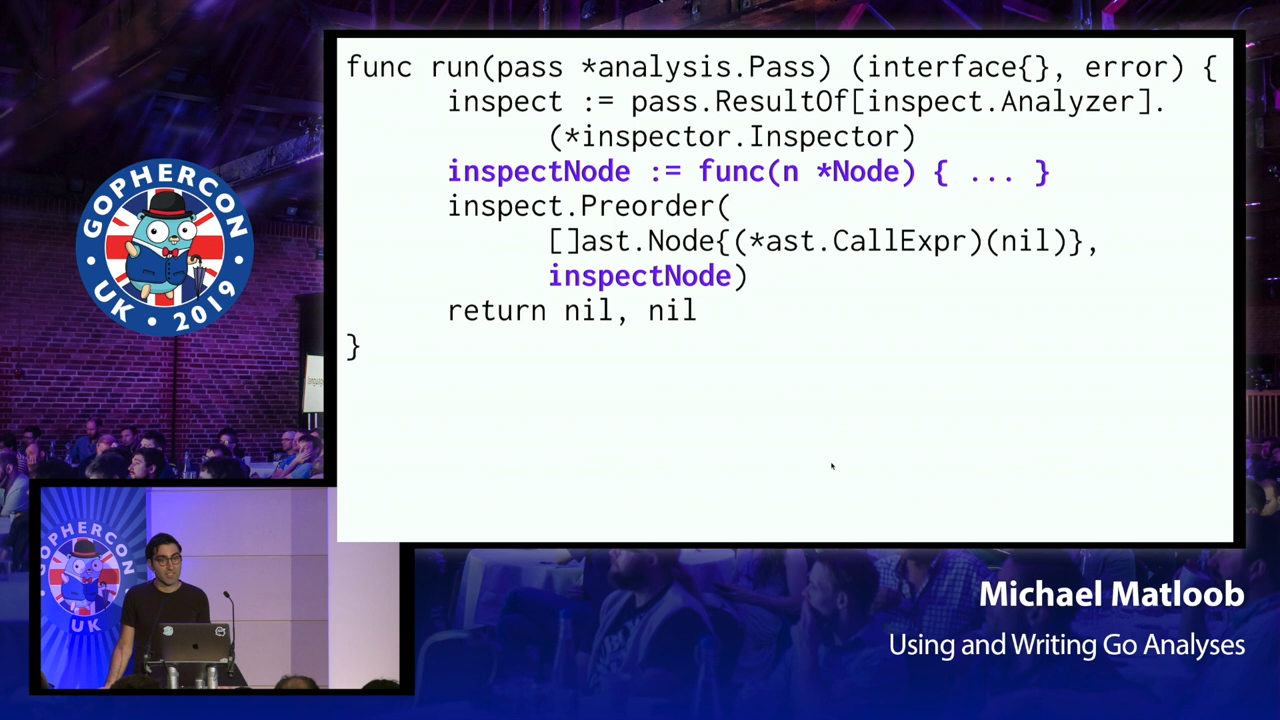 func run(pass *analysis.Pass) (interface{}, error) {
inspect := pass.ResultOf[inspect.Analyzer].
(*inspector.Inspector)
inspectNode := func(n *Node) { ... }
inspect.Preorder(
[]ast.Node{(*ast.CallExpr)(nil)},
inspectNode)
return nil, nil
}
GOPHERCON
UK • 2019
GOPHERCON
UK
Michael Matloob
Using and Writing Go Analyses